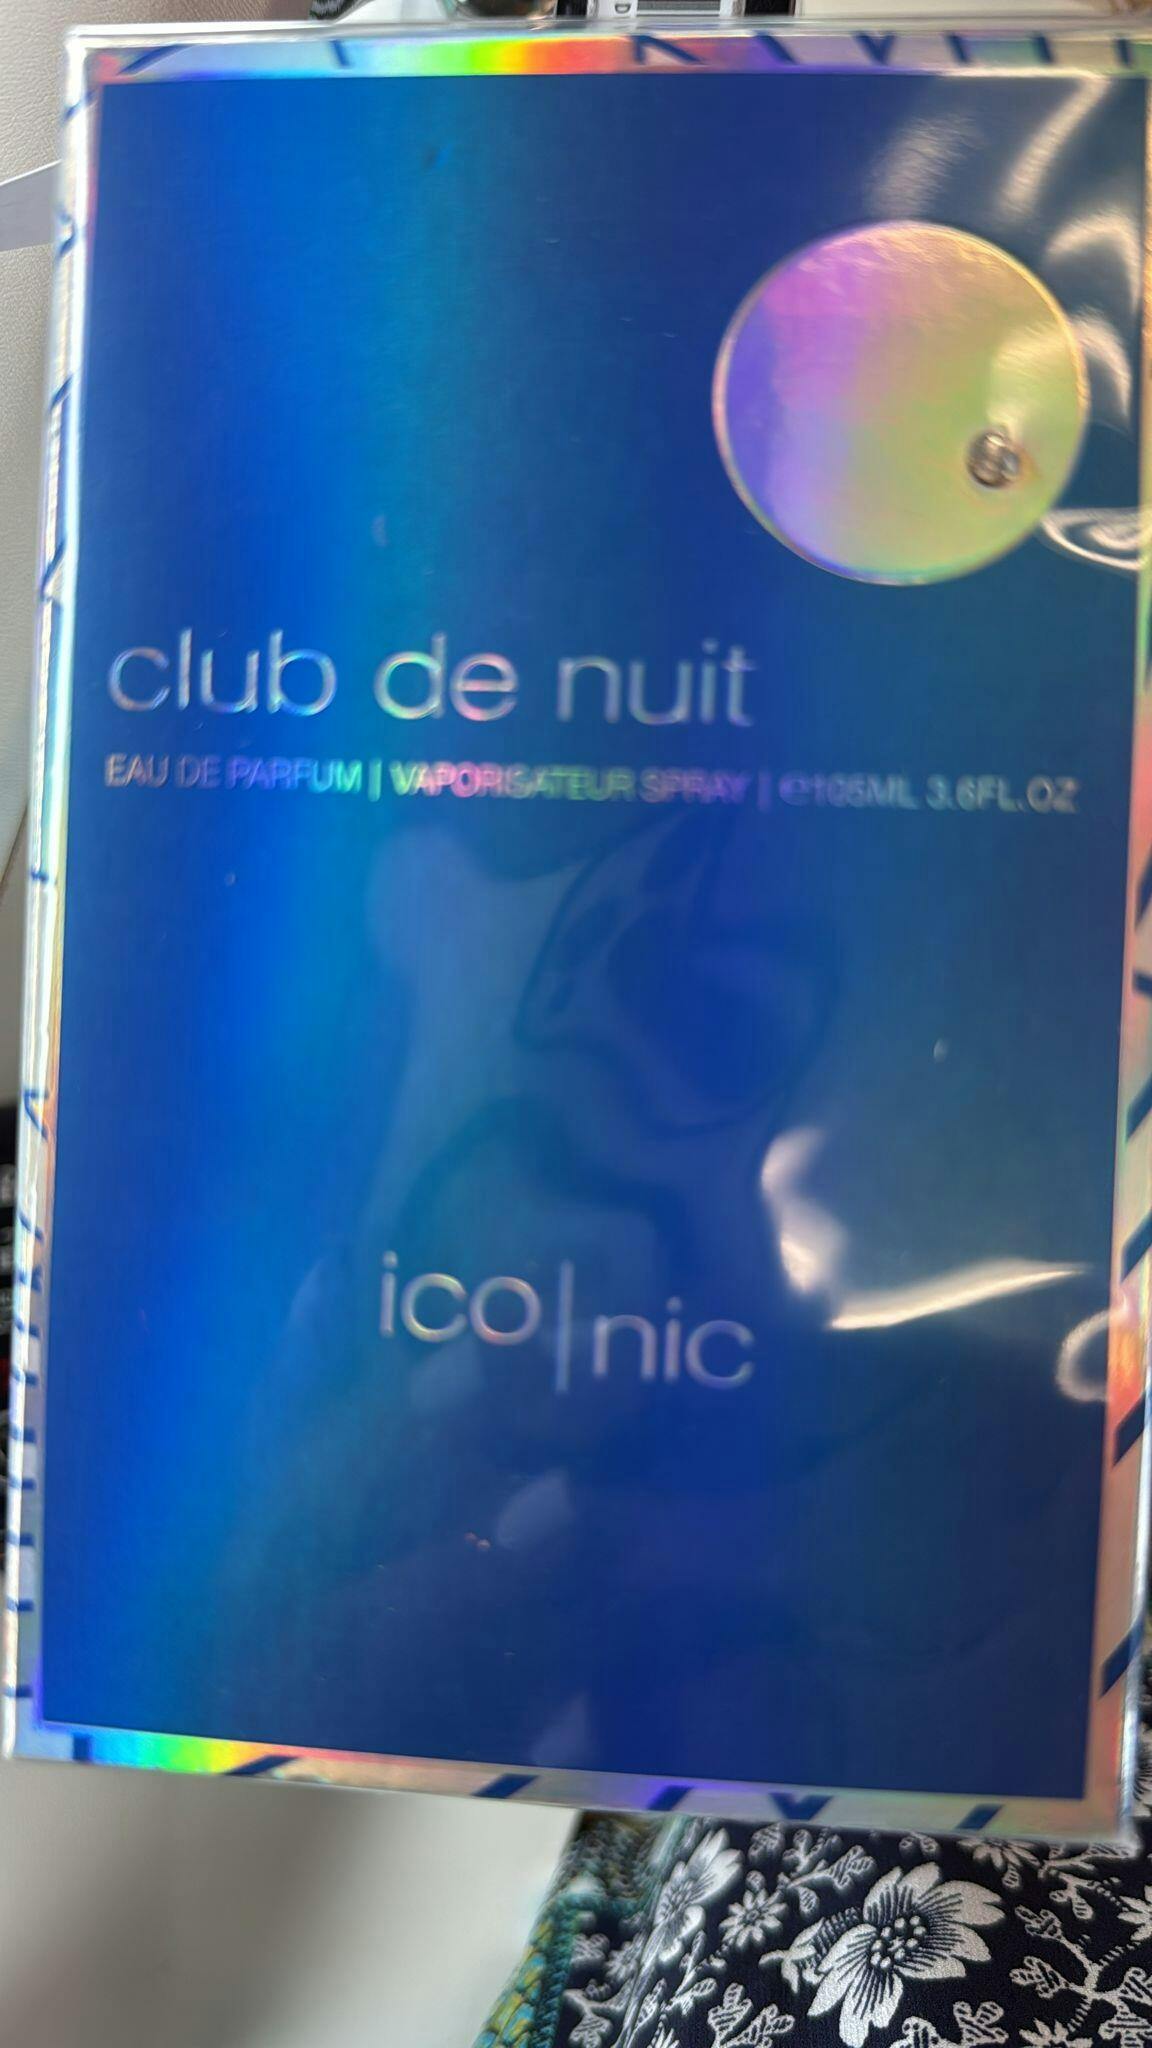 club de nuit
EAU DE PARFUM | VAPORISATEUR SPRAY | ℮105ML 3.6FL.OZ
ico|nic